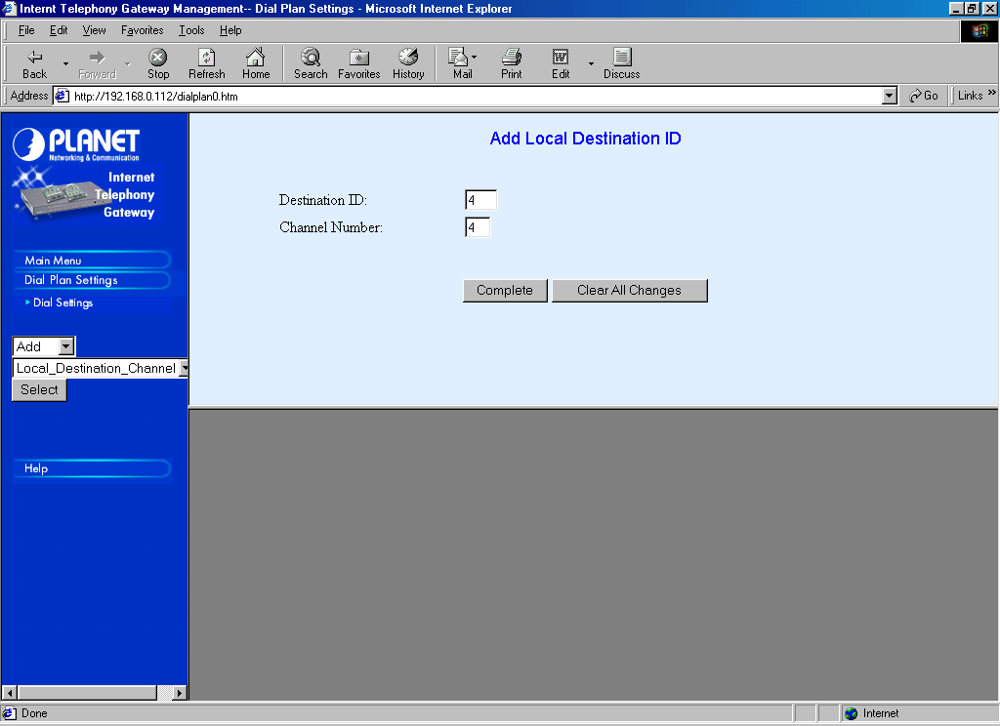 Internt Telephony Gateway Management-- Dial Plan Settings - Microsoft Internet Explorer
File Edit View Favorites Tools Help
Back Forward Stop Refresh Home Search Favorites History Mail Print Edit Discuss
Address http://192.168.0.112/dialplan0.htm Go Links »
PLANET
Networking & Communication
Internet
Telephony
Gateway
Main Menu
Dial Plan Settings
Dial Settings
Add
Local_Destination_Channel
Select
Help
Add Local Destination ID
Destination ID: 4
Channel Number: 4
Complete Clear All Changes
Done Internet